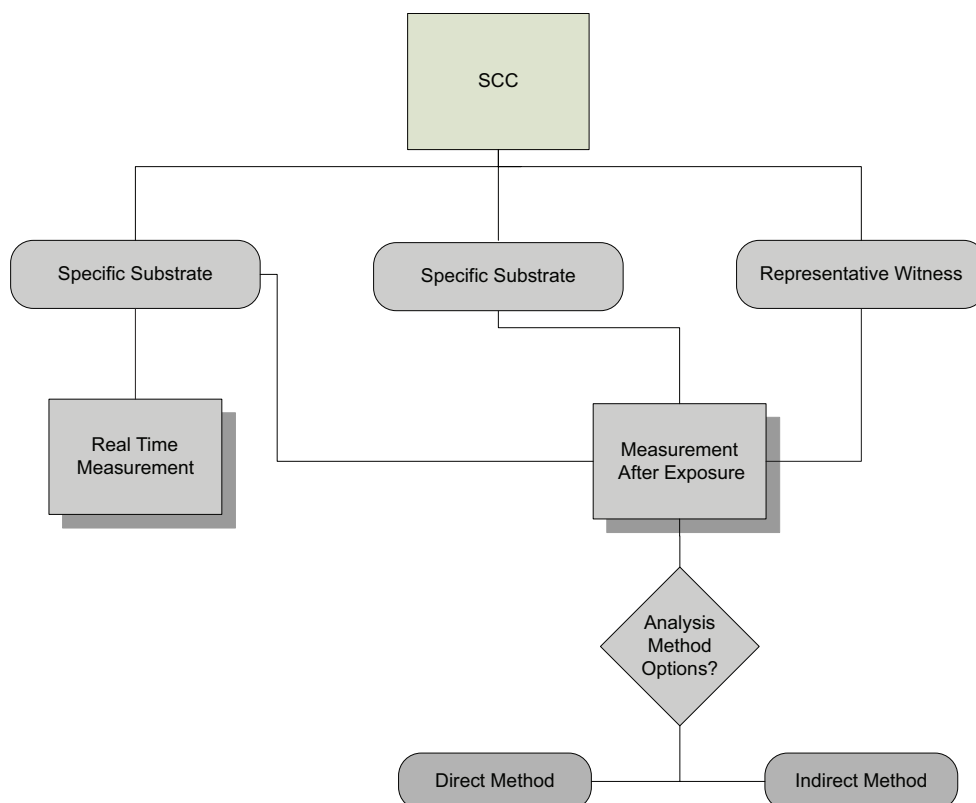 SCC
Specific Substrate
Specific Substrate
Representative Witness
Real Time
Measurement
Measurement
After Exposure
Analysis
Method
Options?
Direct Method
Indirect Method